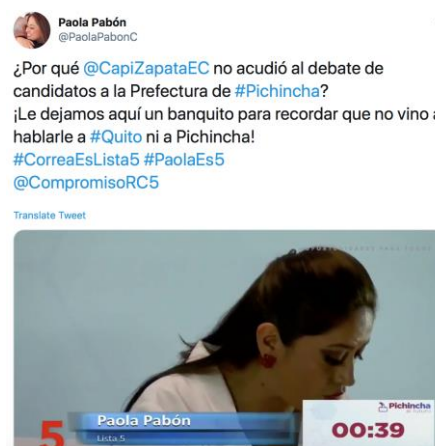 Paola Pabón
@PaolaPabonC
¿Por qué @CapiZapataEC no acudió al debate de
candidatos a la Prefectura de #Pichincha?
¡Le dejamos aquí un banquito para recordar que no vino a
hablarle a #Quito ni a Pichincha!
#CorreaEsLista5 #PaolaEs5
@CompromisoRC5
Translate Tweet
Pichincha
5
Paola Pabón
Lista 5
00:39